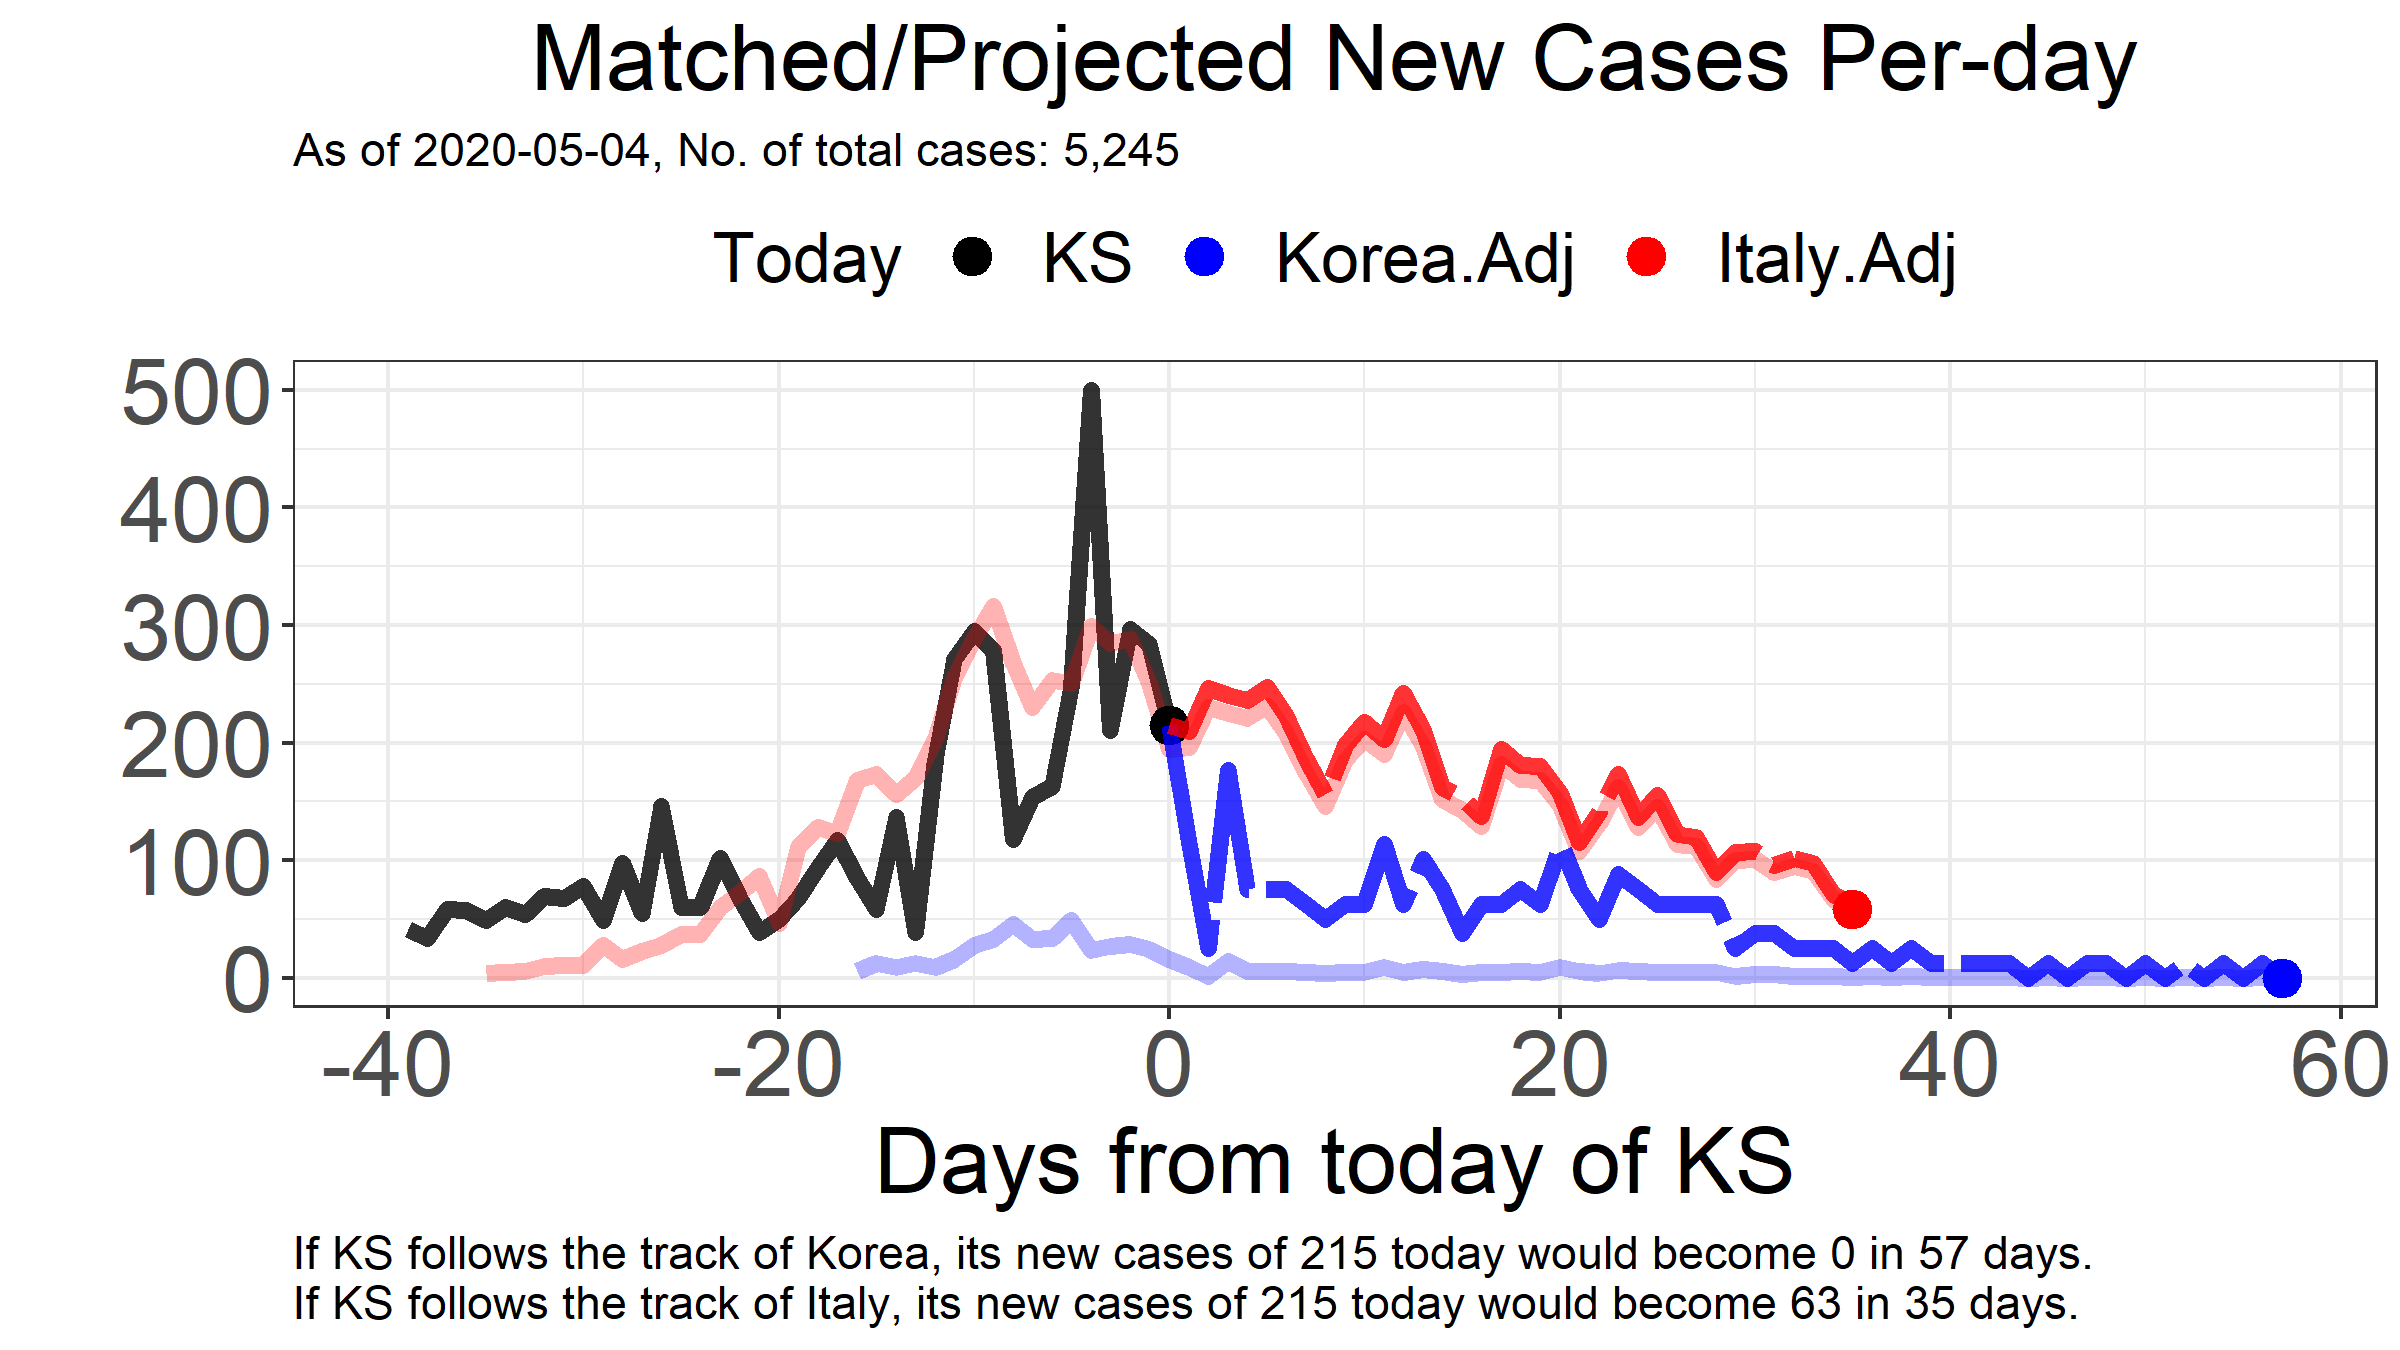 Matched/Projected New Cases Per-day
As of 2020-05-04, No. of total cases: 5,245
Today KS Korea.Adj Italy.Adj
500
400
300
200
100
0
-40 -20 0 20 40 60
Days from today of KS
If KS follows the track of Korea, its new cases of 215 today would become 0 in 57 days.
If KS follows the track of Italy, its new cases of 215 today would become 63 in 35 days.